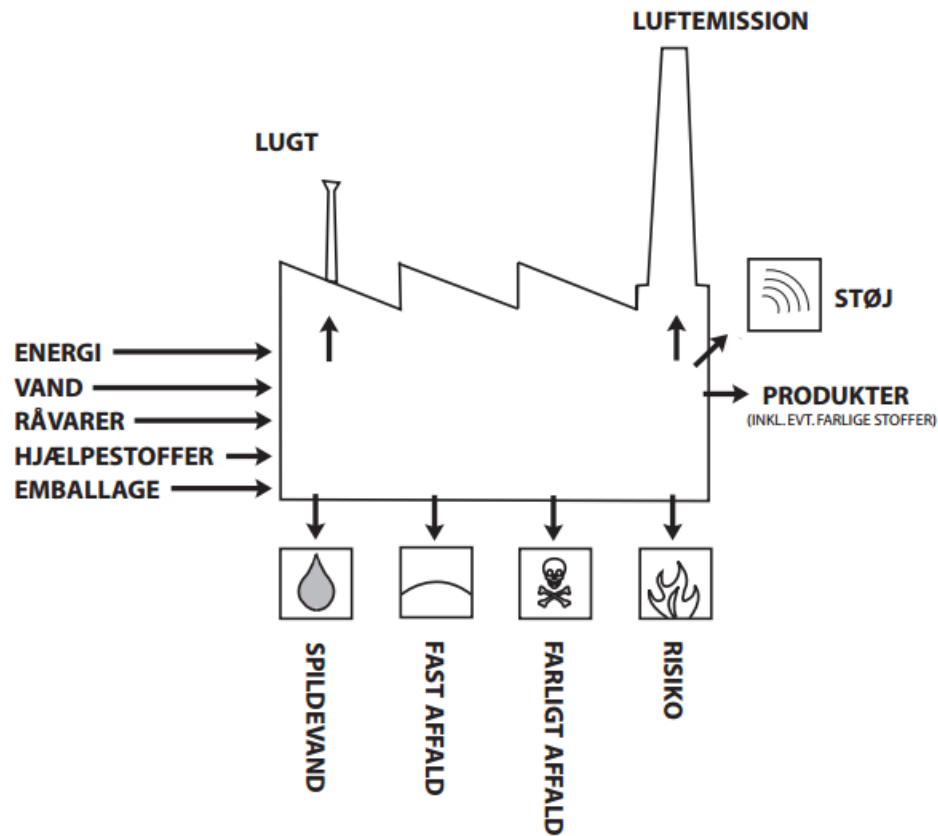 LUFTEMISSION
LUGT
STØJ
ENERGI
VAND
RÅVARER
HJÆLPESTOFFER
EMBALLAGE
PRODUKTER
(INKL. EVT. FARLIGE STOFFER)
SPILDEVAND
FAST AFFALD
FARLIGT AFFALD
RISIKO